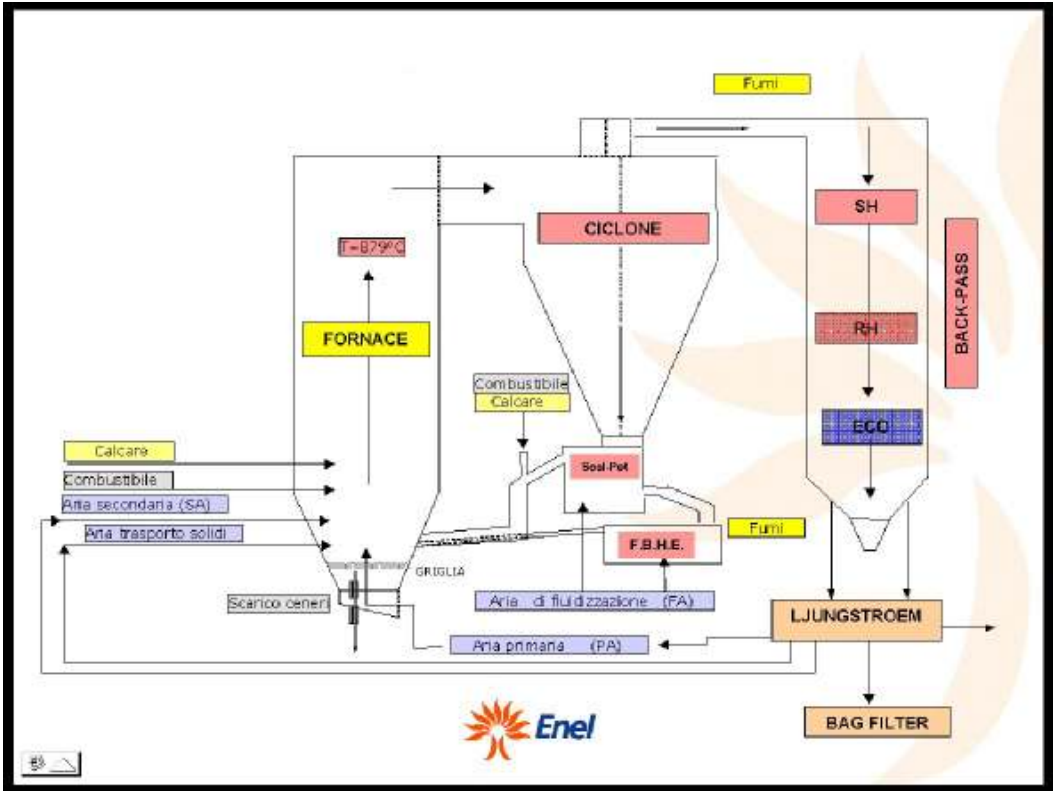 Fumi
SH
CICLONE
BACK-PASS
T=879°C
RH
FORNACE
Combustibile
Calcare
ECO
Calcare
Seal-Pot
Combustibile
Aria secondaria (SA)
Aria trasporto solidi
Fumi
F.B.H.E.
GRIGLIA
Scarico ceneri
Aria di fluidizzazione (FA)
LJUNGSTROEM
Aria primaria (PA)
BAG FILTER
Enel